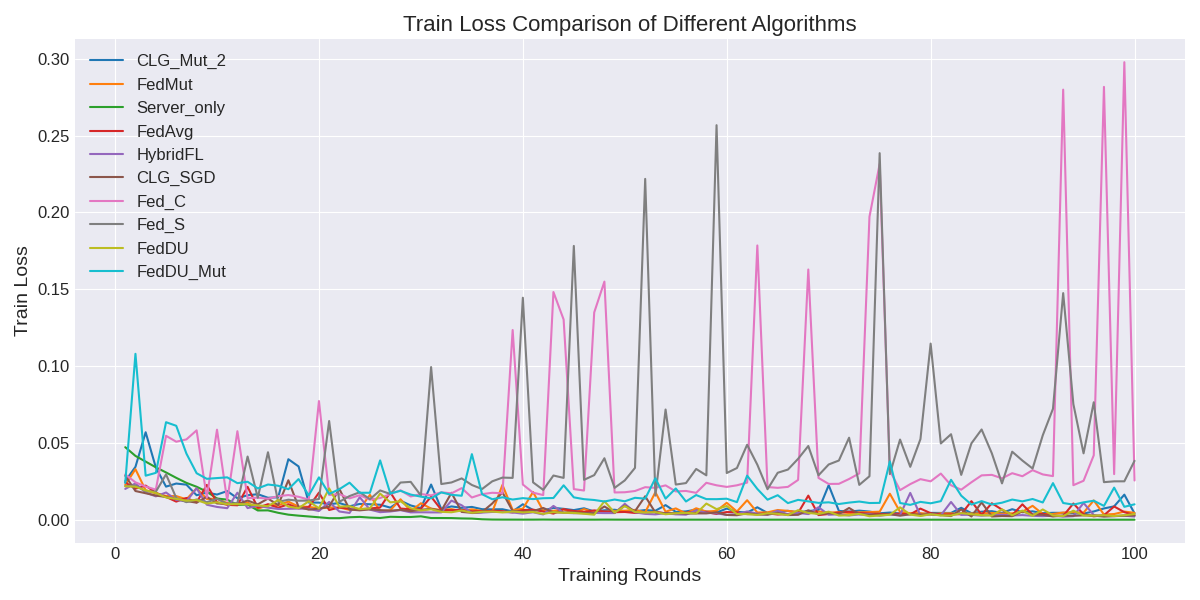 Train Loss Comparison of Different Algorithms
0.30
0.25
0.20
0.15
0.10
0.05
0.00
Train Loss
CLG_Mut_2
FedMut
Server_only
FedAvg
HybridFL
CLG_SGD
Fed_C
Fed_S
FedDU
FedDU_Mut
0 20 40 60 80 100
Training Rounds